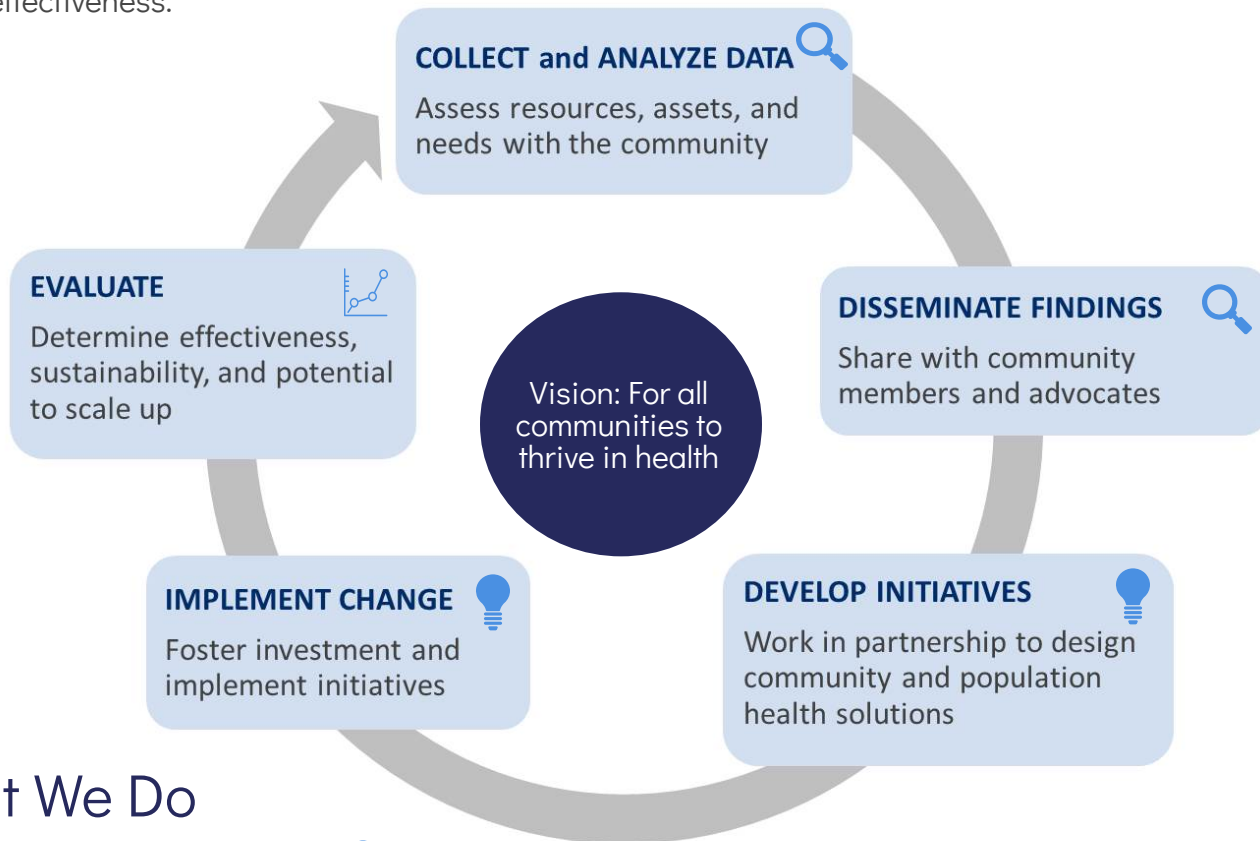 effectiveness.
COLLECT and ANALYZE DATA
Assess resources, assets, and
needs with the community
DISSEMINATE FINDINGS
Share with community
members and advocates
DEVELOP INITIATIVES
Work in partnership to design
community and population
health solutions
IMPLEMENT CHANGE
Foster investment and
implement initiatives
EVALUATE
Determine effectiveness,
sustainability, and potential
to scale up
Vision: For all
communities to
thrive in health
t We Do